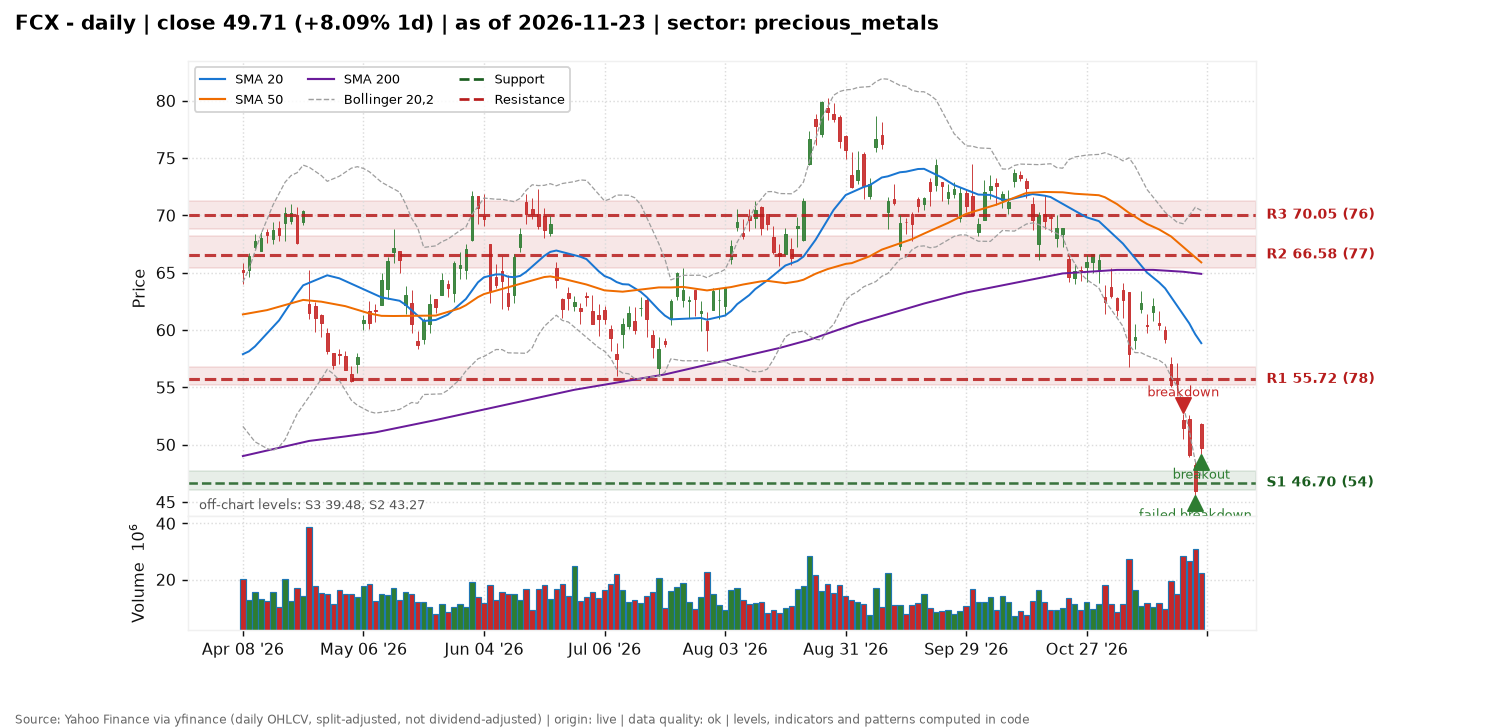 FCX - daily | close 49.71 (+8.09% 1d) | as of 2026-11-23 | sector: precious_metals
SMA 20
SMA 50
SMA 200
Bollinger 20,2
Support
Resistance
Price
80
75
70
65
60
55
50
45
R3 70.05 (76)
R2 66.58 (77)
R1 55.72 (78)
S1 46.70 (54)
breakdown
breakout
failed breakdown
off-chart levels: S3 39.48, S2 43.27
Volume 10^6
40
20
Apr 08 '26
May 06 '26
Jun 04 '26
Jul 06 '26
Aug 03 '26
Aug 31 '26
Sep 29 '26
Oct 27 '26
Source: Yahoo Finance via yfinance (daily OHLCV, split-adjusted, not dividend-adjusted) | origin: live | data quality: ok | levels, indicators and patterns computed in code